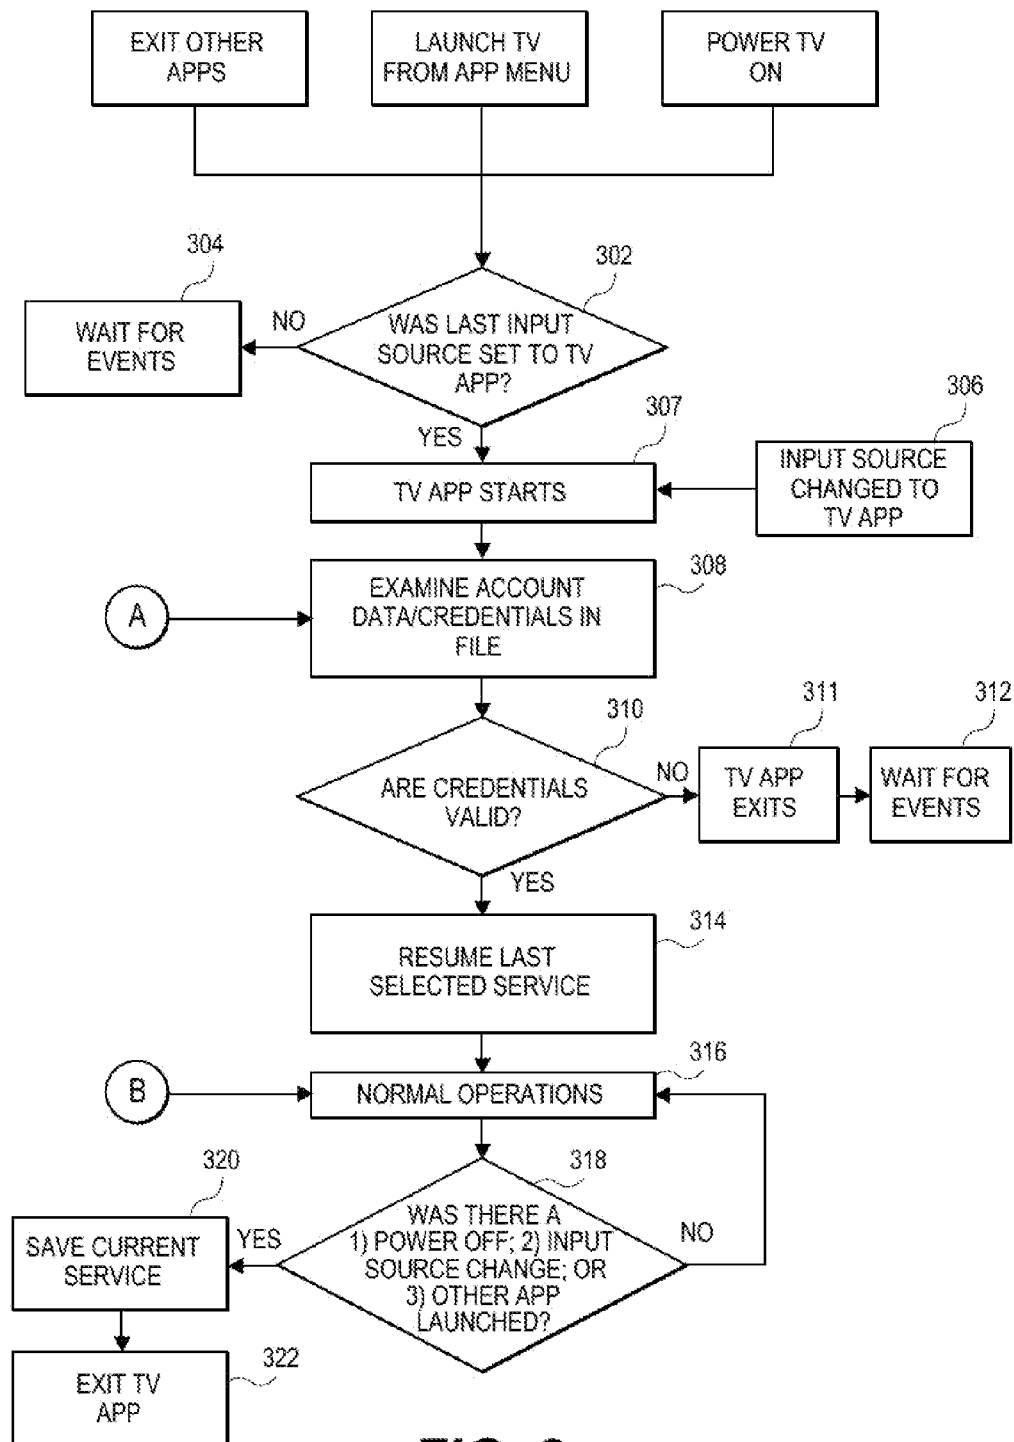 EXIT OTHER
APPS
LAUNCH TV
FROM APP MENU
POWER TV
ON
304
302
WAIT FOR
EVENTS
NO
WAS LAST INPUT
SOURCE SET TO TV
APP?
YES
307
306
TV APP STARTS
INPUT SOURCE
CHANGED TO
TV APP
308
A
EXAMINE ACCOUNT
DATA/CREDENTIALS IN
FILE
310
311
312
ARE CREDENTIALS
VALID?
NO
TV APP
EXITS
WAIT FOR
EVENTS
YES
314
RESUME LAST
SELECTED SERVICE
316
B
NORMAL OPERATIONS
320
318
SAVE CURRENT
SERVICE
YES
WAS THERE A
1) POWER OFF; 2) INPUT
SOURCE CHANGE; OR
3) OTHER APP
LAUNCHED?
NO
322
EXIT TV
APP